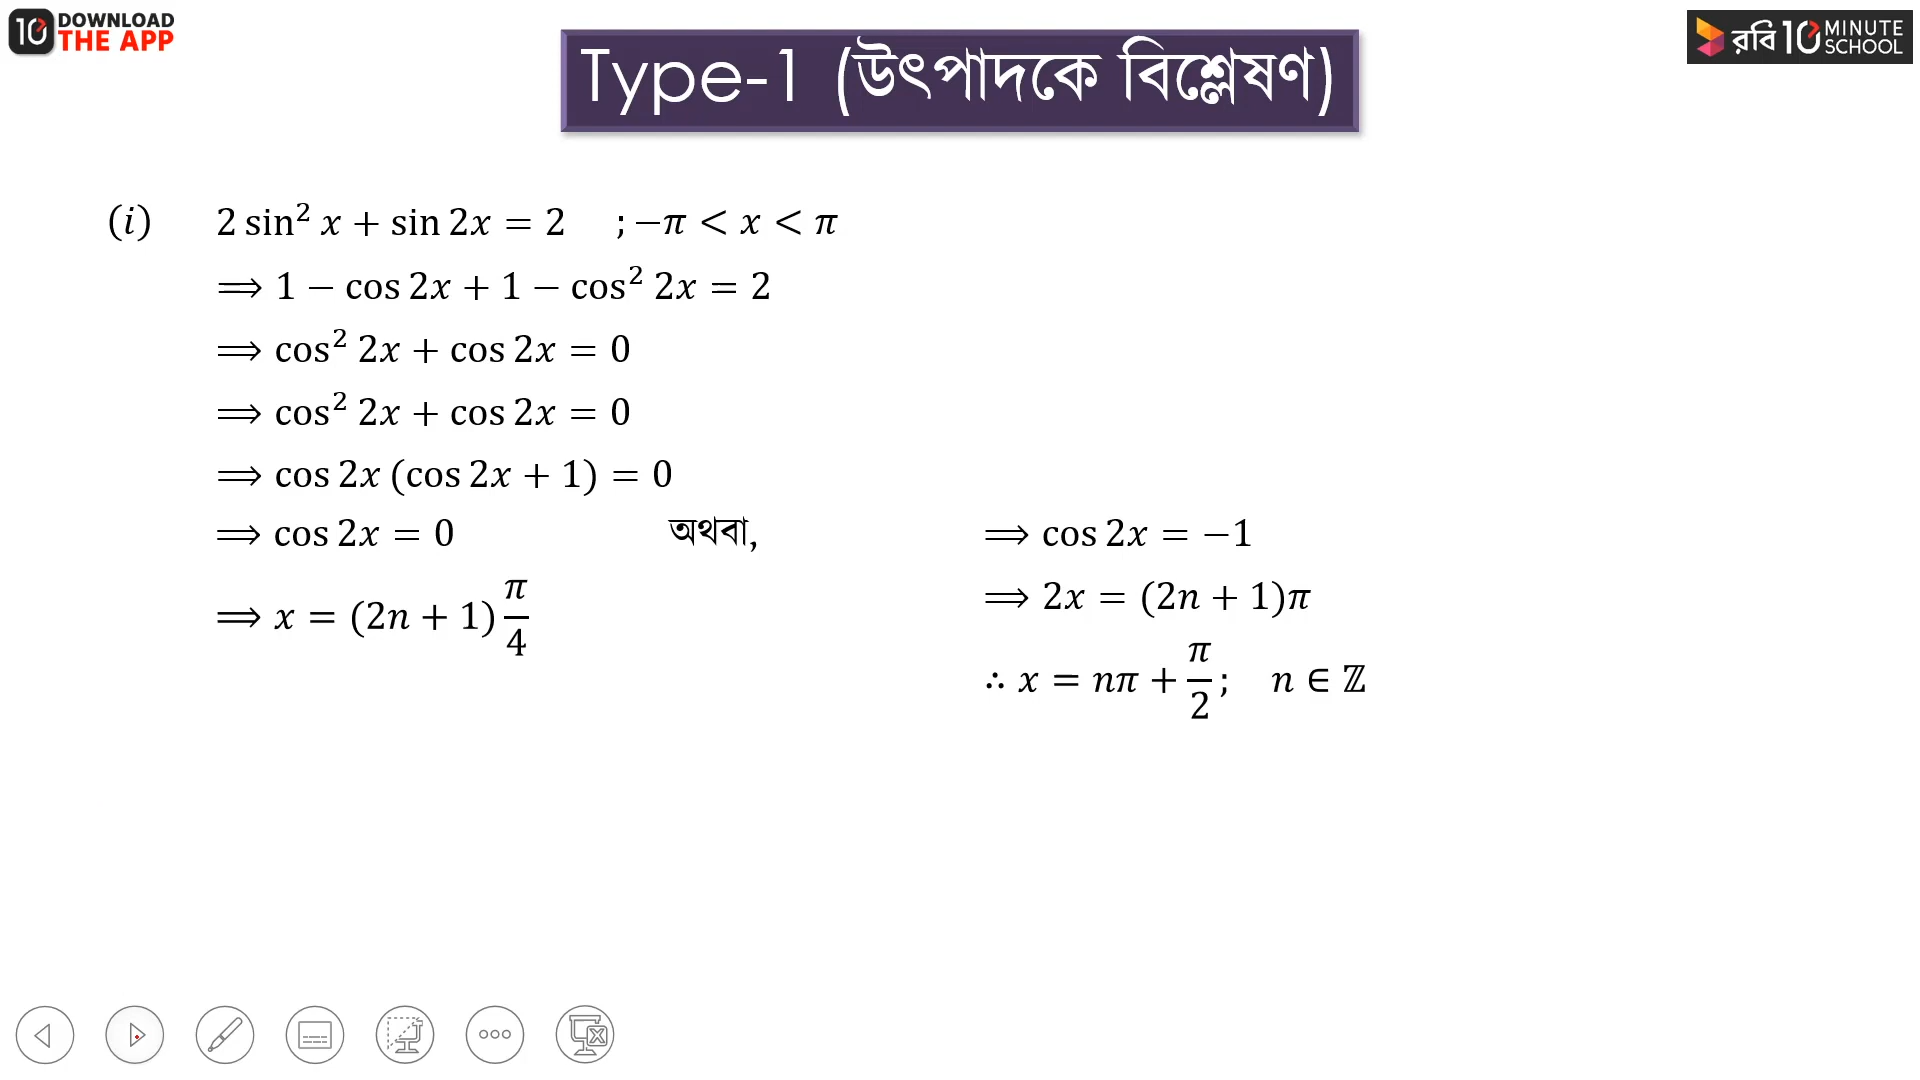 DOWNLOAD
THE APP
রবি 10 MINUTE SCHOOL
Type-1 (উৎপাদকে বিশ্লেষণ)
(i) 2 sin² x + sin 2x = 2 ; −π < x < π
⟹ 1 − cos 2x + 1 − cos² 2x = 2
⟹ cos² 2x + cos 2x = 0
⟹ cos² 2x + cos 2x = 0
⟹ cos 2x (cos 2x + 1) = 0
⟹ cos 2x = 0 অথবা, ⟹ cos 2x = −1
⟹ x = (2n + 1) π/4
⟹ 2x = (2n + 1)π
∴ x = nπ + π/2 ; n ∈ ℤ